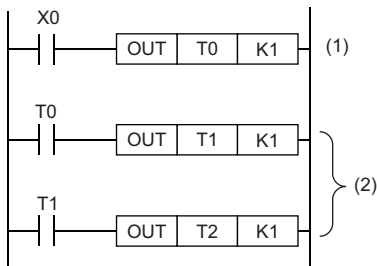 X0
OUT T0 K1 (1)
T0
OUT T1 K1
(2)
T1
OUT T2 K1